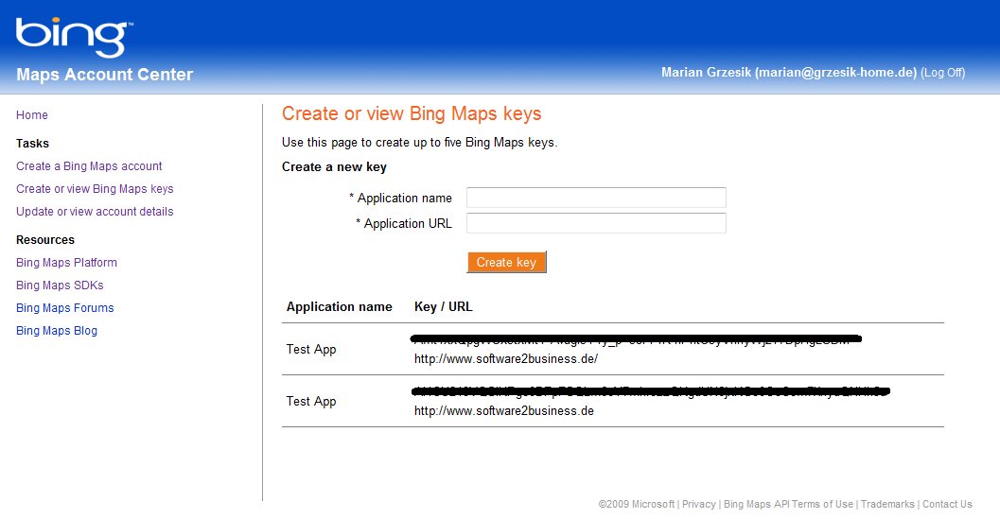 bing™
Maps Account Center
Marian Grzesik (marian@grzesik-home.de) (Log Off)
Home
Tasks
Create a Bing Maps account
Create or view Bing Maps keys
Update or view account details
Resources
Bing Maps Platform
Bing Maps SDKs
Bing Maps Forums
Bing Maps Blog
Create or view Bing Maps keys
Use this page to create up to five Bing Maps keys.
Create a new key
* Application name
* Application URL
Create key
Application name Key / URL
Test App
http://www.software2business.de/
Test App
http://www.software2business.de
©2009 Microsoft | Privacy | Bing Maps API Terms of Use | Trademarks | Contact Us